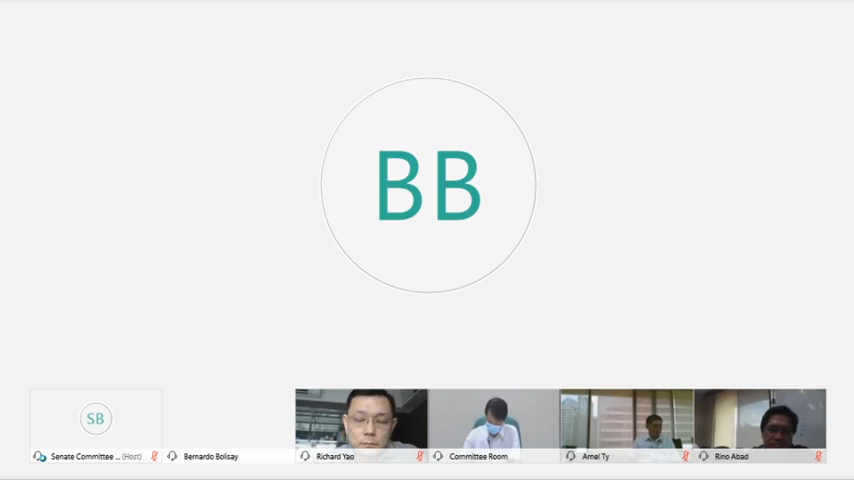 BB
SB
Senate Committee ... (Host)
Bernardo Bolisay
Richard Yao
Committee Room
Arnel Ty
Rino Abad